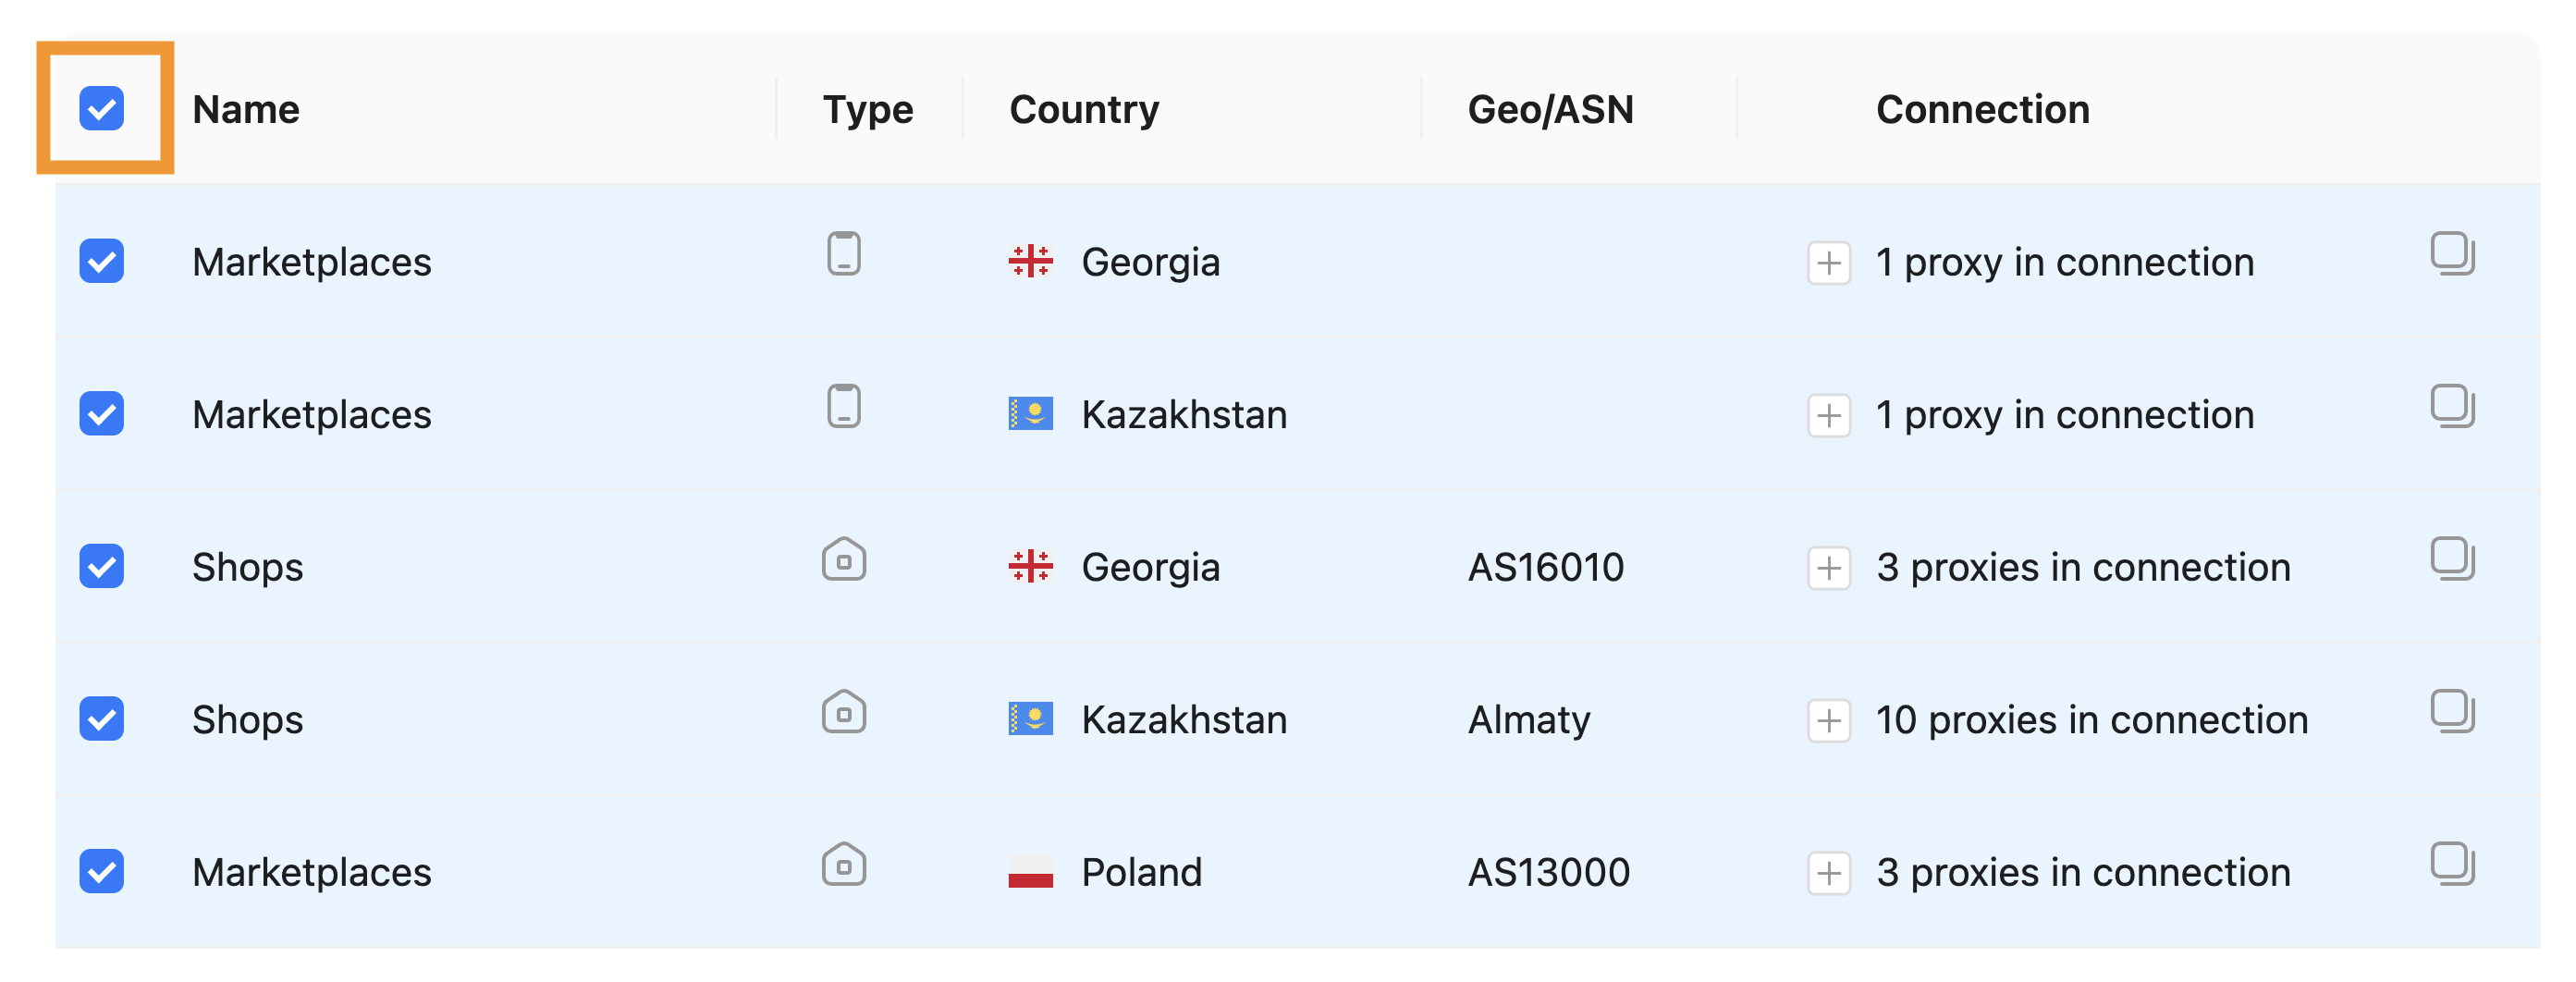 Name Type Country Geo/ASN Connection
Marketplaces Georgia 1 proxy in connection
Marketplaces Kazakhstan 1 proxy in connection
Shops Georgia AS16010 3 proxies in connection
Shops Kazakhstan Almaty 10 proxies in connection
Marketplaces Poland AS13000 3 proxies in connection